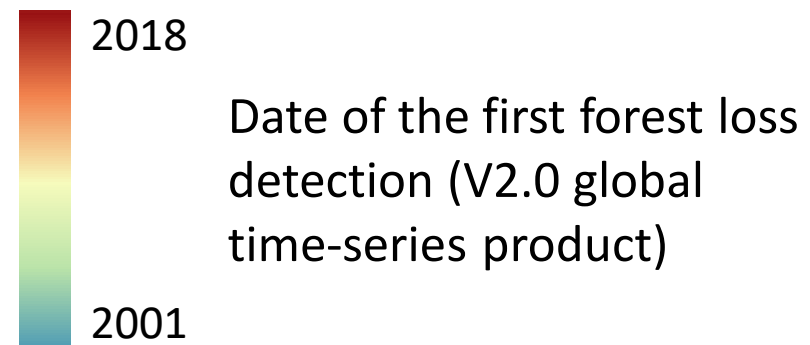 2018
Date of the first forest loss
detection (V2.0 global
time-series product)
2001